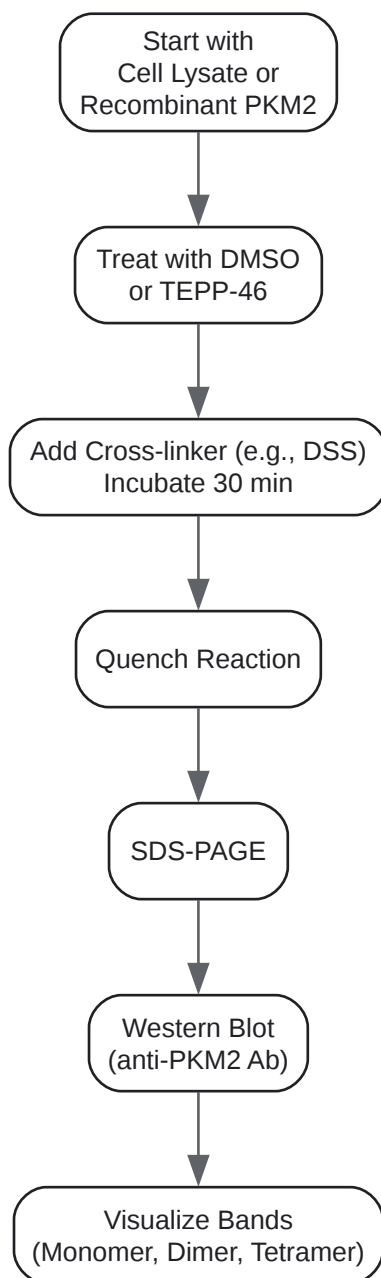 Start with
Cell Lysate or
Recombinant PKM2
Treat with DMSO
or TEPP-46
Add Cross-linker (e.g., DSS)
Incubate 30 min
Quench Reaction
SDS-PAGE
Western Blot
(anti-PKM2 Ab)
Visualize Bands
(Monomer, Dimer, Tetramer)